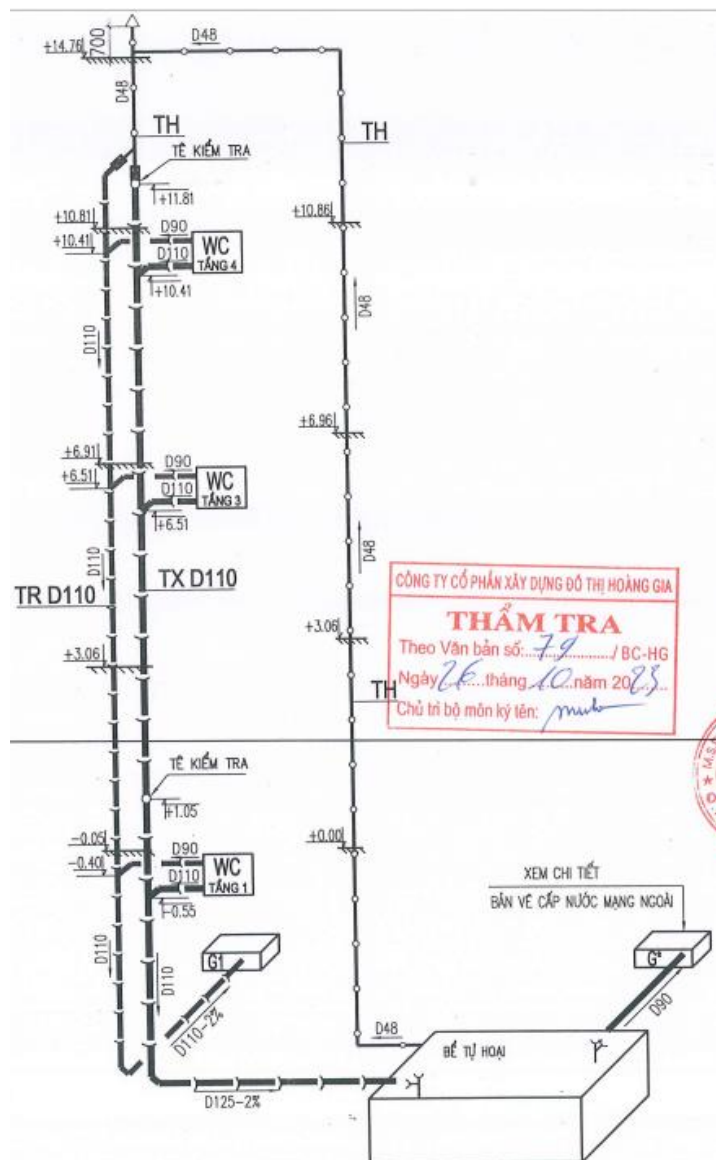 +14.76
700
D48
D48
TH
TH
TÊ KIỂM TRA
+11.81
+10.81
+10.86
D90
+10.41
D110
WC
TẦNG 4
+10.41
D48
D110
+6.91
+6.96
D90
+6.51
D110
WC
TẦNG 3
+6.51
D48
D110
TR D110
TX D110
CÔNG TY CỔ PHẦN XÂY DỰNG ĐÔ THỊ HOÀNG GIA
THẨM TRA
Theo Văn bản số: 79 / BC-HG
Ngày 26 tháng 10 năm 2023
Chủ trì bộ môn ký tên:
+3.06
+3.06
TH
TÊ KIỂM TRA
M.S
+1.05
-0.05
+0.00
D90
-0.40
D110
WC
TẦNG 1
-0.55
XEM CHI TIẾT
BẢN VẼ CẤP NƯỚC MẠNG NGOÀI
D110
D110
G1
D110-2%
D90
D48
BỂ TỰ HOẠI
D125-2%